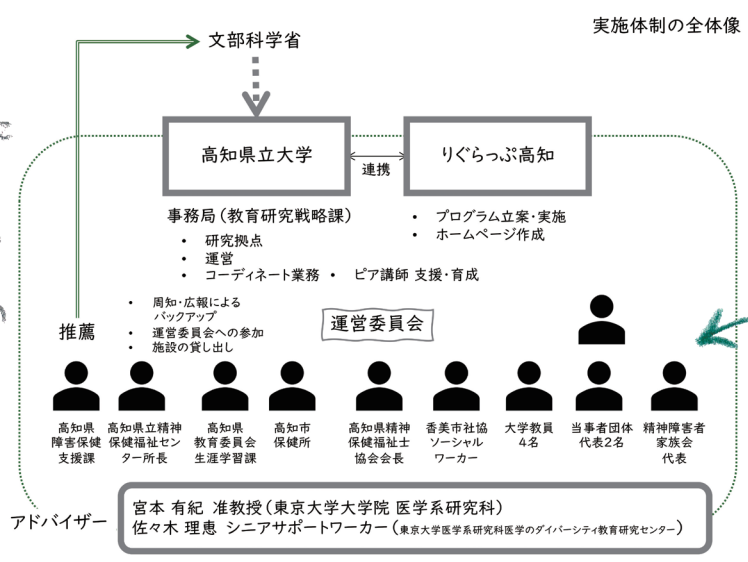 実施体制の全体像
文部科学省
高知県立大学
連携
りぐらっぷ高知
事務局(教育研究戦略課)
• 研究拠点
• 運営
• コーディネート業務 • ピア講師 支援・育成
• プログラム立案・実施
• ホームページ作成
推薦
• 周知・広報による
バックアップ
• 運営委員会への参加
• 施設の貸し出し
運営委員会
高知県
障害保健
支援課
高知県立精神
保健福祉セン
ター所長
高知県
教育委員会
生涯学習課
高知市
保健所
高知県精神
保健福祉士
協会会長
香美市社協
ソーシャル
ワーカー
大学教員
4名
当事者団体
代表2名
精神障害者
家族会
代表
アドバイザー
宮本 有紀 准教授(東京大学大学院 医学系研究科)
佐々木 理恵 シニアサポートワーカー(東京大学医学系研究科医学のダイバーシティ教育研究センター)